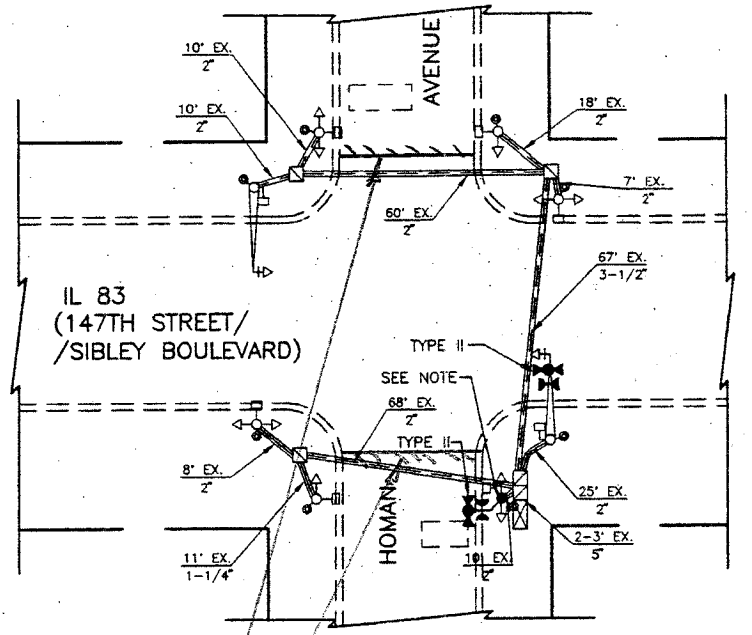 AVENUE
10' EX.
2"
10' EX.
2"
18' EX.
2"
7' EX.
2"
60' EX.
2"
67' EX.
3-1/2"
IL 83
(147TH STREET/
/SIBLEY BOULEVARD)
TYPE II
SEE NOTE
68' EX.
2"
TYPE II
8' EX.
2"
HOMAN
25' EX.
2"
2-3' EX.
5"
11' EX.
1-1/4"
EX.
2"